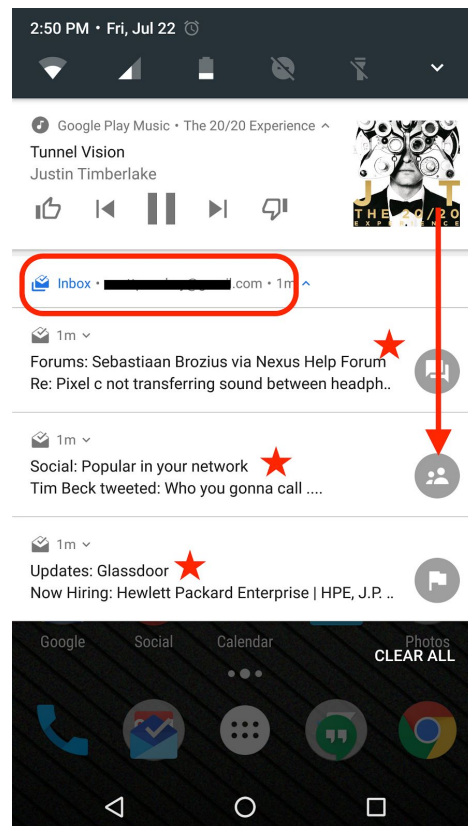 2:50 PM • Fri, Jul 22
Google Play Music • The 20/20 Experience
Tunnel Vision
Justin Timberlake
J T
THE 20/20
EXPERIENCE
Inbox • .com • 1m
1m
Forums: Sebastiaan Brozius via Nexus Help Forum
Re: Pixel c not transferring sound between headph..
1m
Social: Popular in your network
Tim Beck tweeted: Who you gonna call ....
1m
Updates: Glassdoor
Now Hiring: Hewlett Packard Enterprise | HPE, J.P. ..
Google Social Calendar Photos
CLEAR ALL